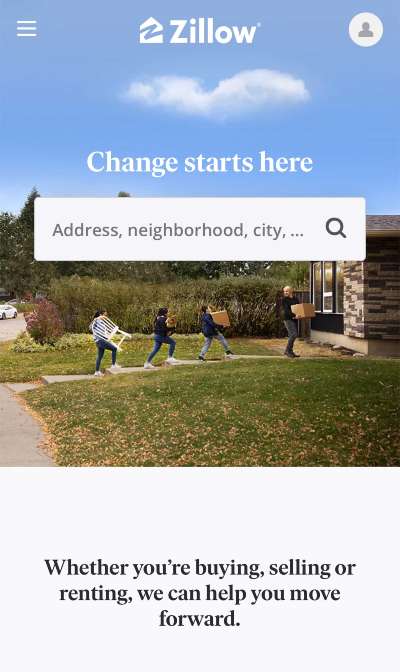 Zillow
Change starts here
Address, neighborhood, city, ...
Whether you’re buying, selling or
renting, we can help you move
forward.